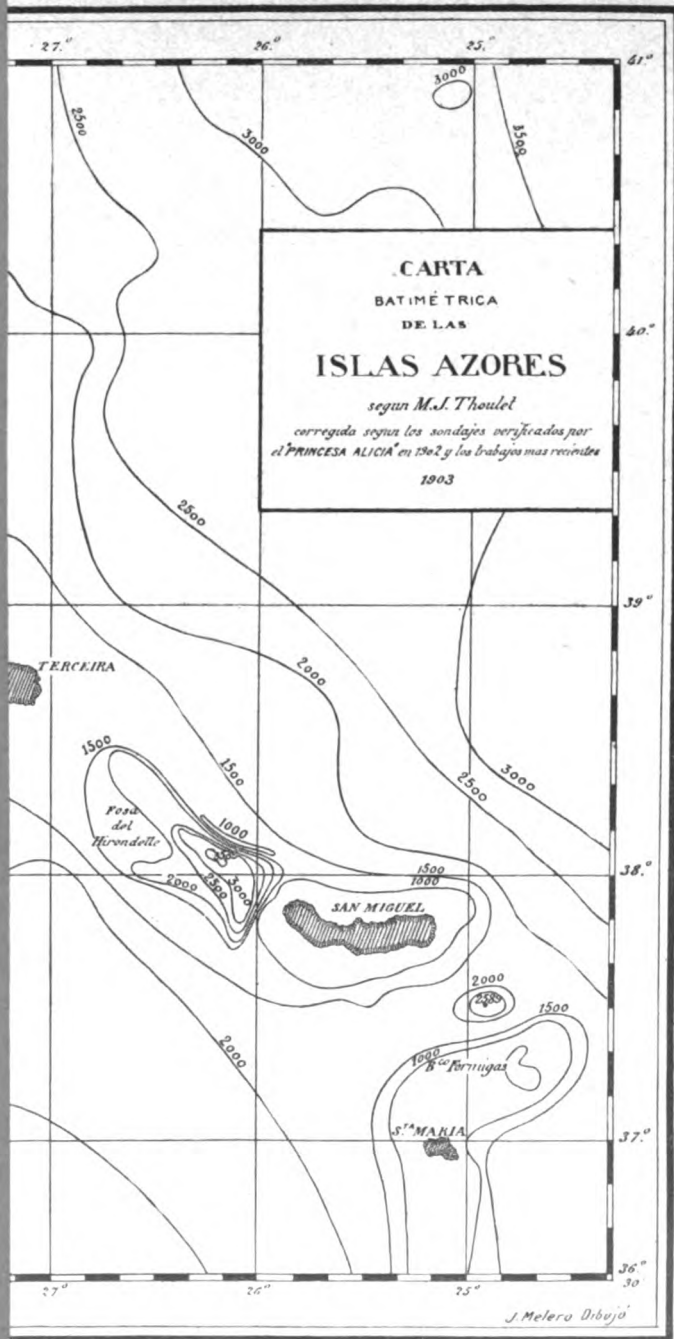 27.° 26.° 25.°
41°
3000
2500
3000
3500
CARTA
BATIMÉTRICA
DE LAS
ISLAS AZORES
segun M.J. Thoulet
corregida segun los sondajes verificados por
el "PRINCESA ALICIA" en 1902 y los trabajos mas recientes
1903
40.°
2500
39.°
TERCEIRA
2000
1500
1500
2500
3000
Fosa
del
Hirondelle
1000
2000
2500
3000
38.°
1500
1000
SAN MIGUEL
2000
1500
2000
1000
Bco Formigas
Sta MARIA
37.°
36.°
30
27.° 26.° 25.°
J. Melero Dibujó